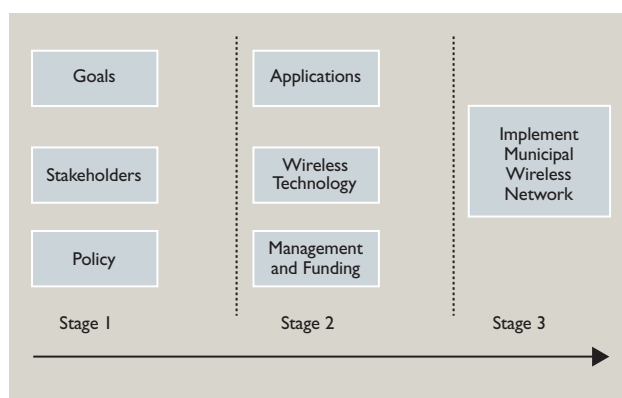 Goals
Stakeholders
Policy
Stage 1
Applications
Wireless
Technology
Management
and Funding
Stage 2
Implement
Municipal
Wireless
Network
Stage 3